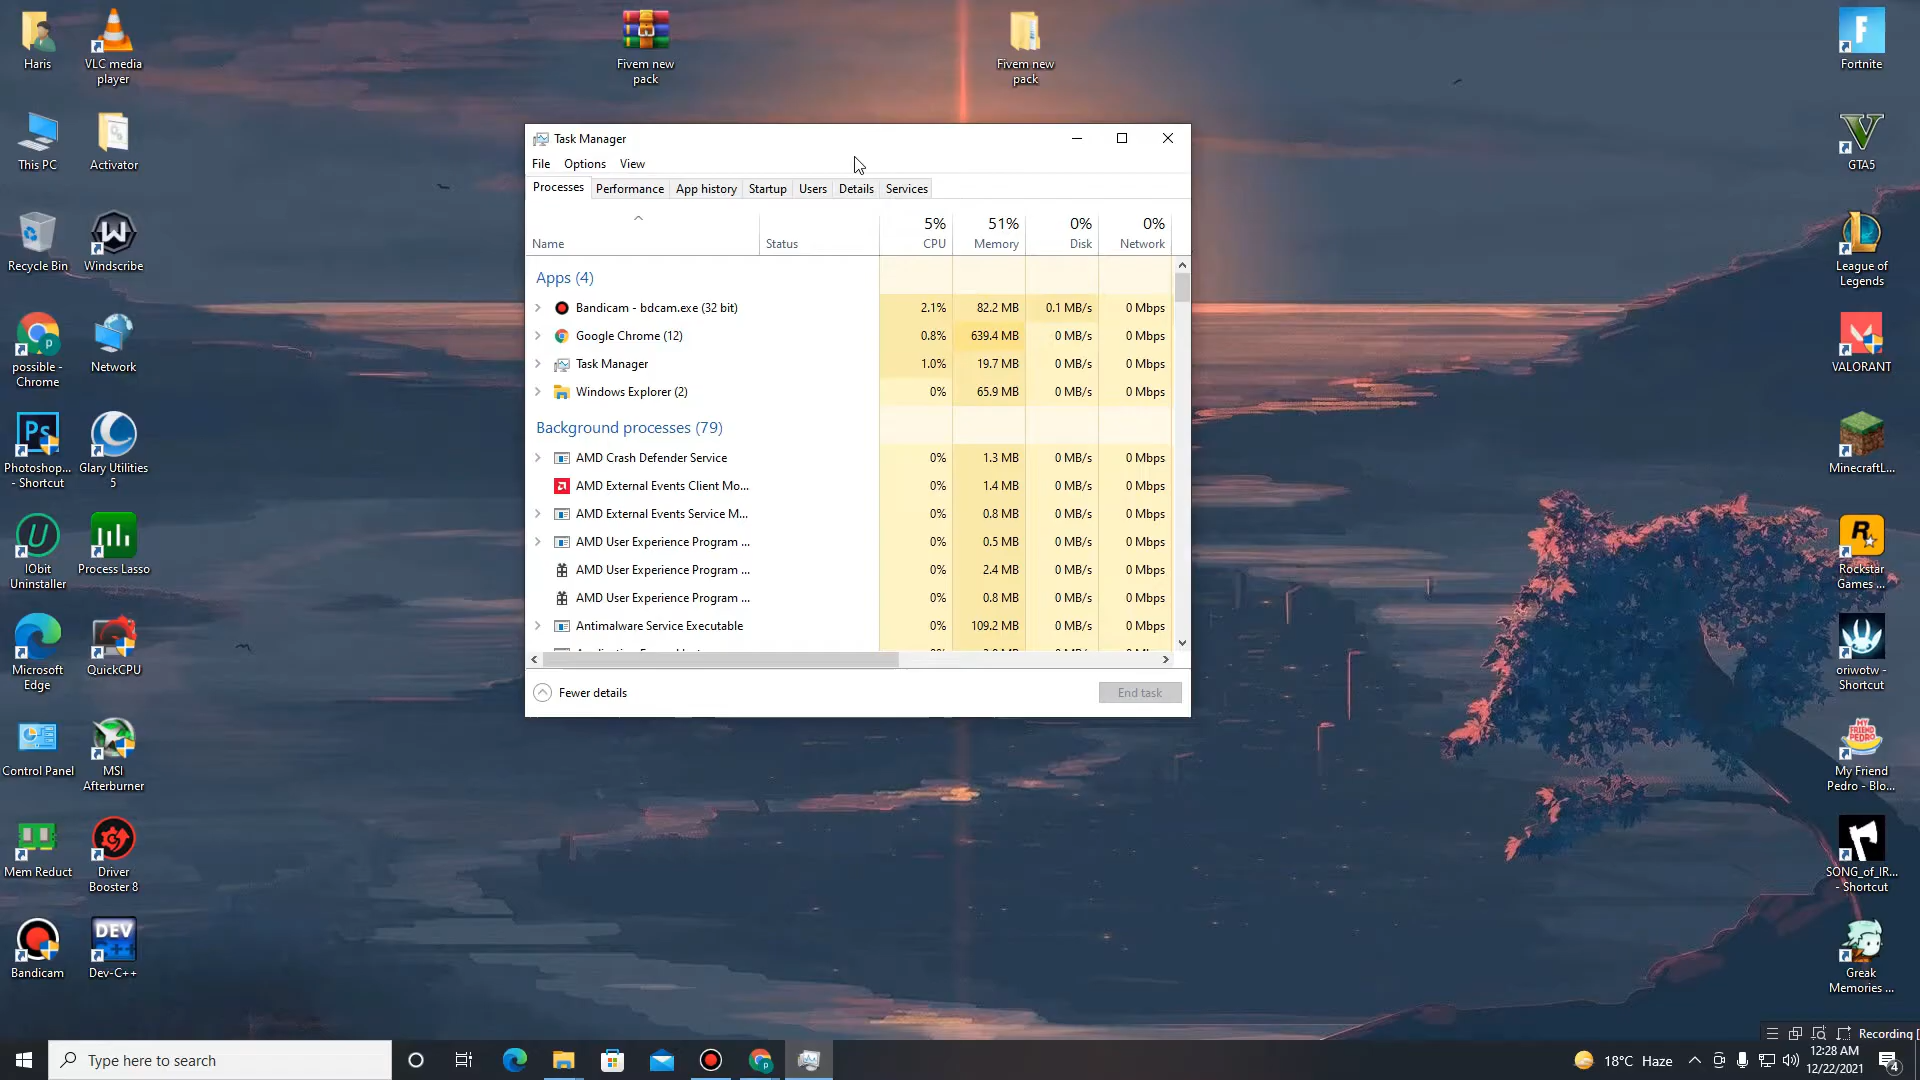 Haris
VLC media
player
Fivem new
pack
Fivem new
pack
Fortnite
This PC
Activator
GTA5
Recycle Bin
Windscribe
League of
Legends
possible -
Chrome
Network
VALORANT
Photoshop...
- Shortcut
Glary Utilities
5
MinecraftL...
IObit
Uninstaller
Process Lasso
Rockstar
Games ...
Microsoft
Edge
QuickCPU
oriwotw -
Shortcut
Control Panel
MSI
Afterburner
MY
FRIEND
PEDRO
My Friend
Pedro - Blo...
Mem Reduct
Driver
Booster 8
SONG_of_IR...
- Shortcut
Bandicam
DEV
C++
Dev-C++
Greak
Memories ...
Task Manager
File Options View
Processes Performance App history Startup Users Details Services
5% 51% 0% 0%
Name Status CPU Memory Disk Network
Apps (4)
Bandicam - bdcam.exe (32 bit) 2.1% 82.2 MB 0.1 MB/s 0 Mbps
Google Chrome (12) 0.8% 639.4 MB 0 MB/s 0 Mbps
Task Manager 1.0% 19.7 MB 0 MB/s 0 Mbps
Windows Explorer (2) 0% 65.9 MB 0 MB/s 0 Mbps
Background processes (79)
AMD Crash Defender Service 0% 1.3 MB 0 MB/s 0 Mbps
AMD External Events Client Mo... 0% 1.4 MB 0 MB/s 0 Mbps
AMD External Events Service M... 0% 0.8 MB 0 MB/s 0 Mbps
AMD User Experience Program ... 0% 0.5 MB 0 MB/s 0 Mbps
AMD User Experience Program ... 0% 2.4 MB 0 MB/s 0 Mbps
AMD User Experience Program ... 0% 0.8 MB 0 MB/s 0 Mbps
Antimalware Service Executable 0% 109.2 MB 0 MB/s 0 Mbps
Fewer details End task
Recording [
Type here to search
18°C Haze
12:28 AM
12/22/2021
4